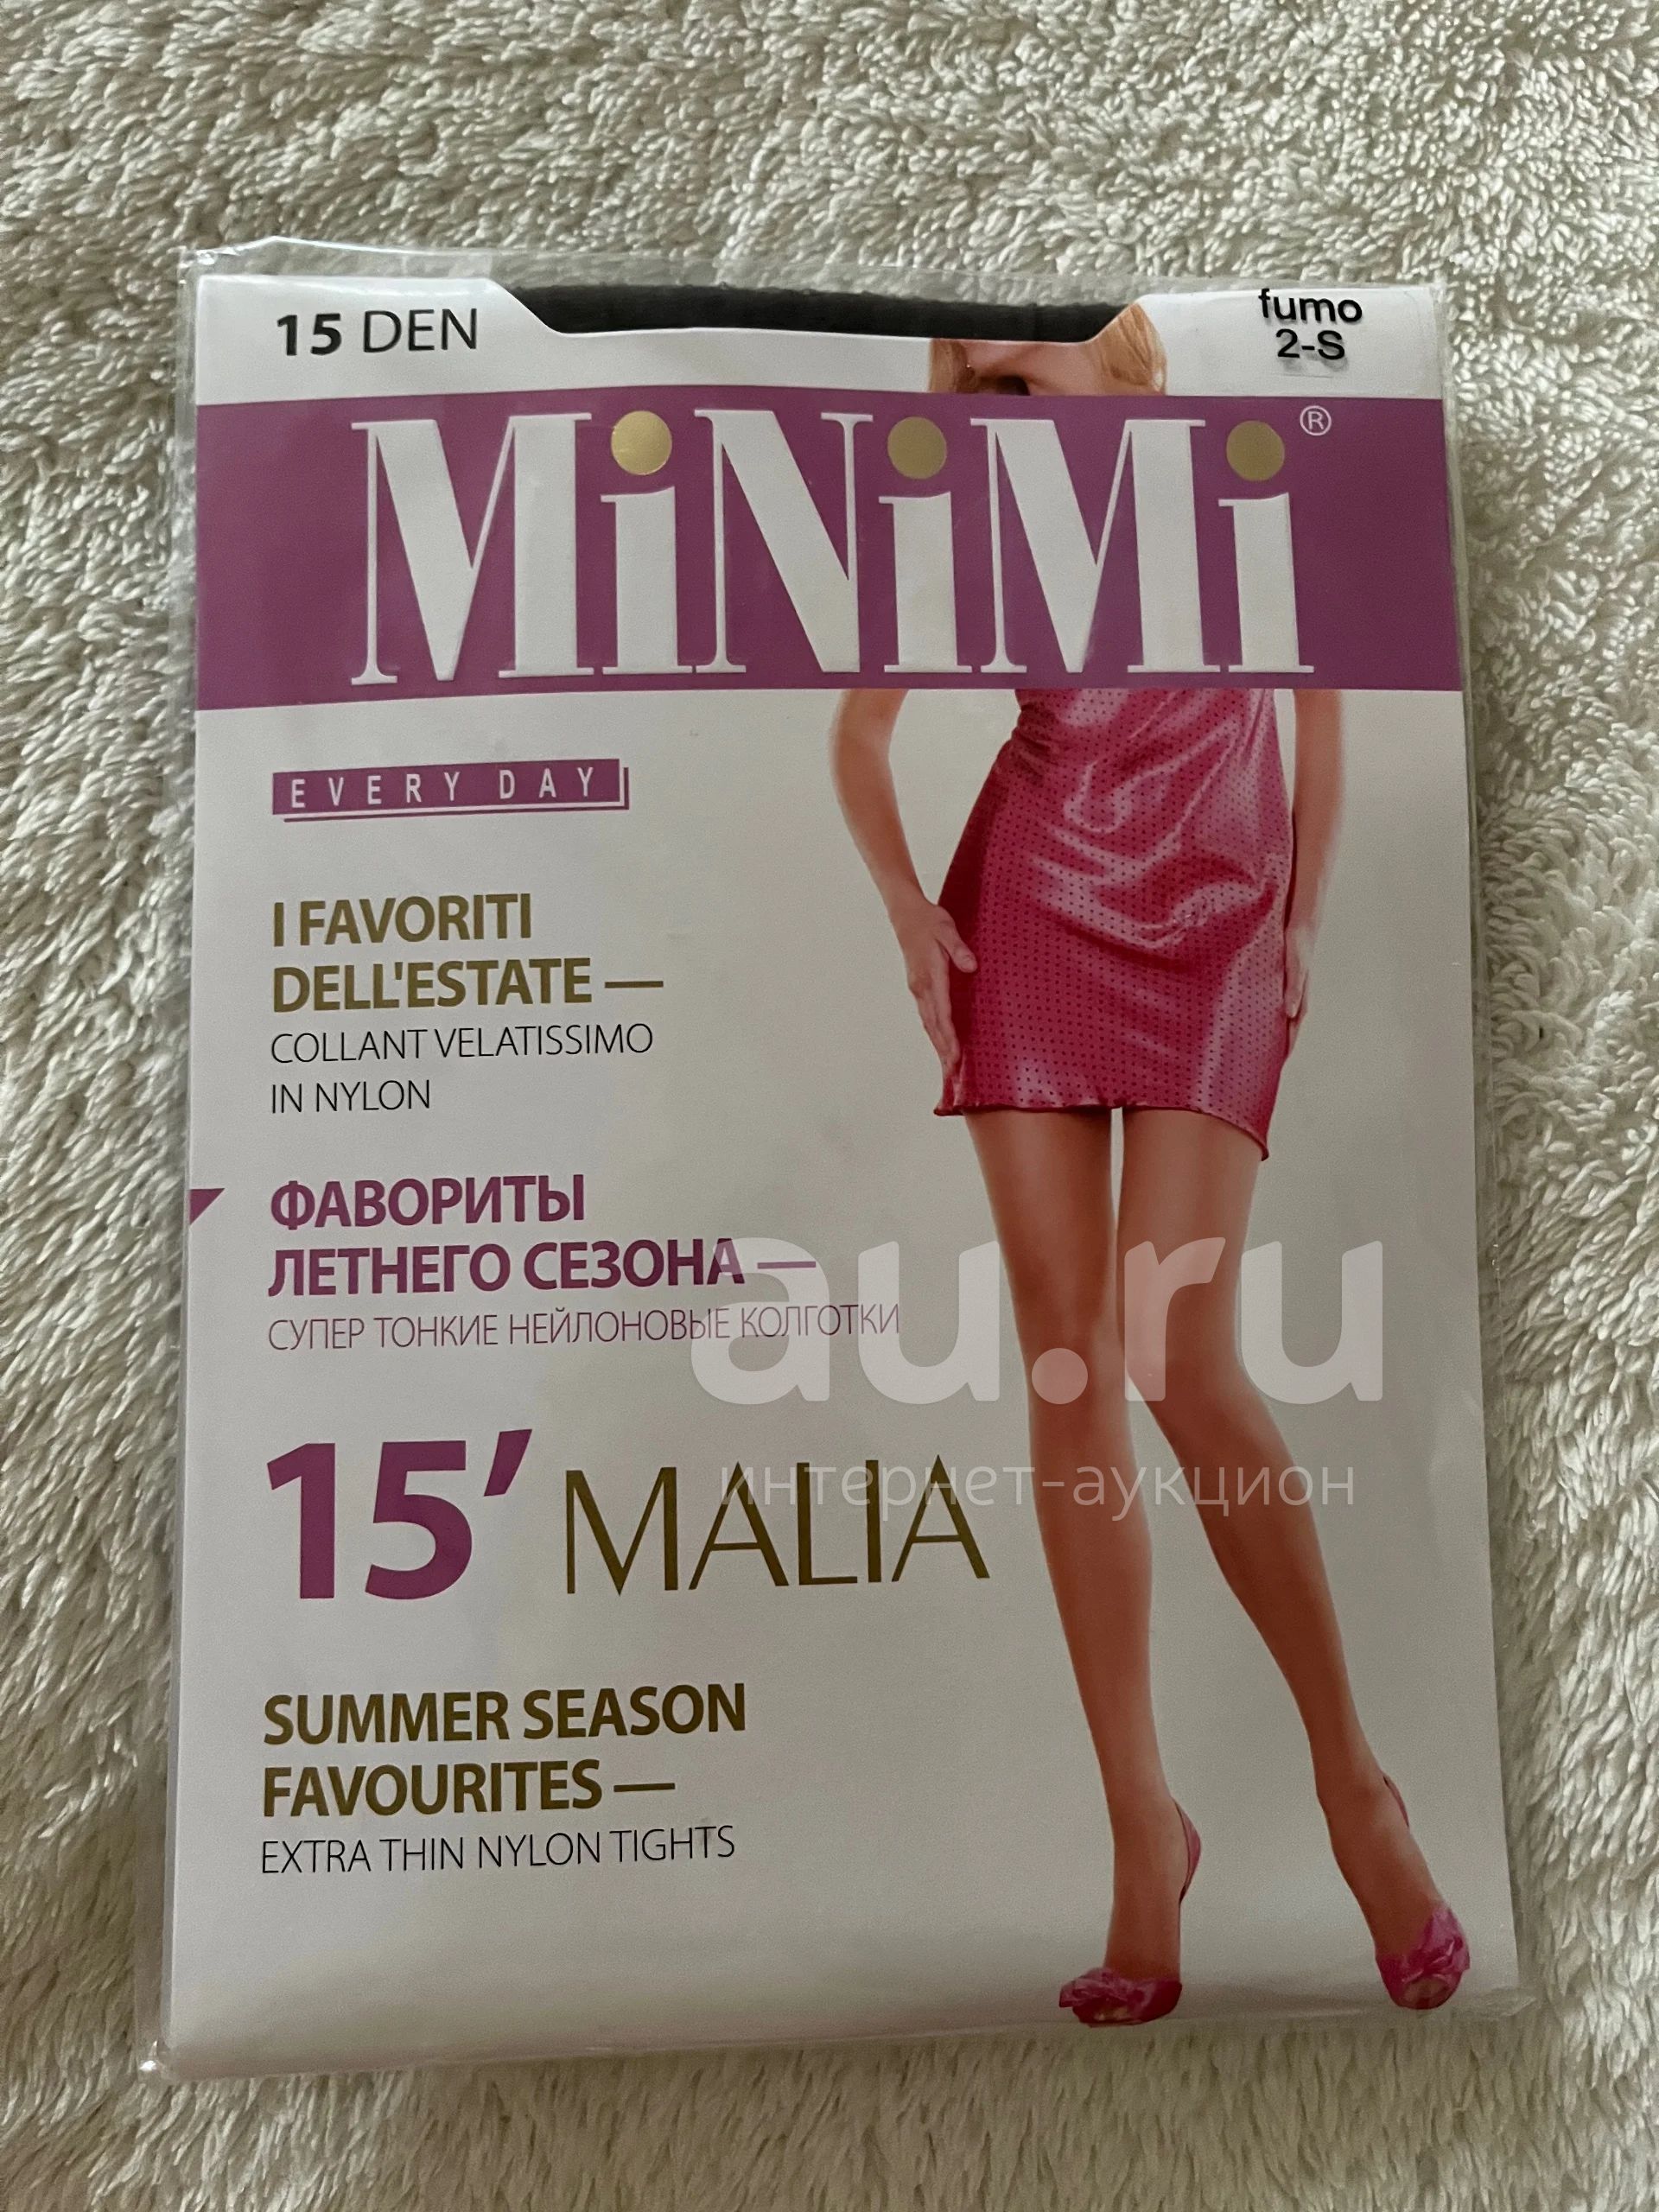 15 DEN
fumo
2-S
MiNiMi®
EVERY DAY
I FAVORITI
DELL'ESTATE —
COLLANT VELATISSIMO
IN NYLON
ФАВОРИТЫ
ЛЕТНЕГО СЕЗОНА —
СУПЕР ТОНКИЕ НЕЙЛОНОВЫЕ КОЛГОТКИ
au.ru
интернет-аукцион
15' MALIA
SUMMER SEASON
FAVOURITES —
EXTRA THIN NYLON TIGHTS